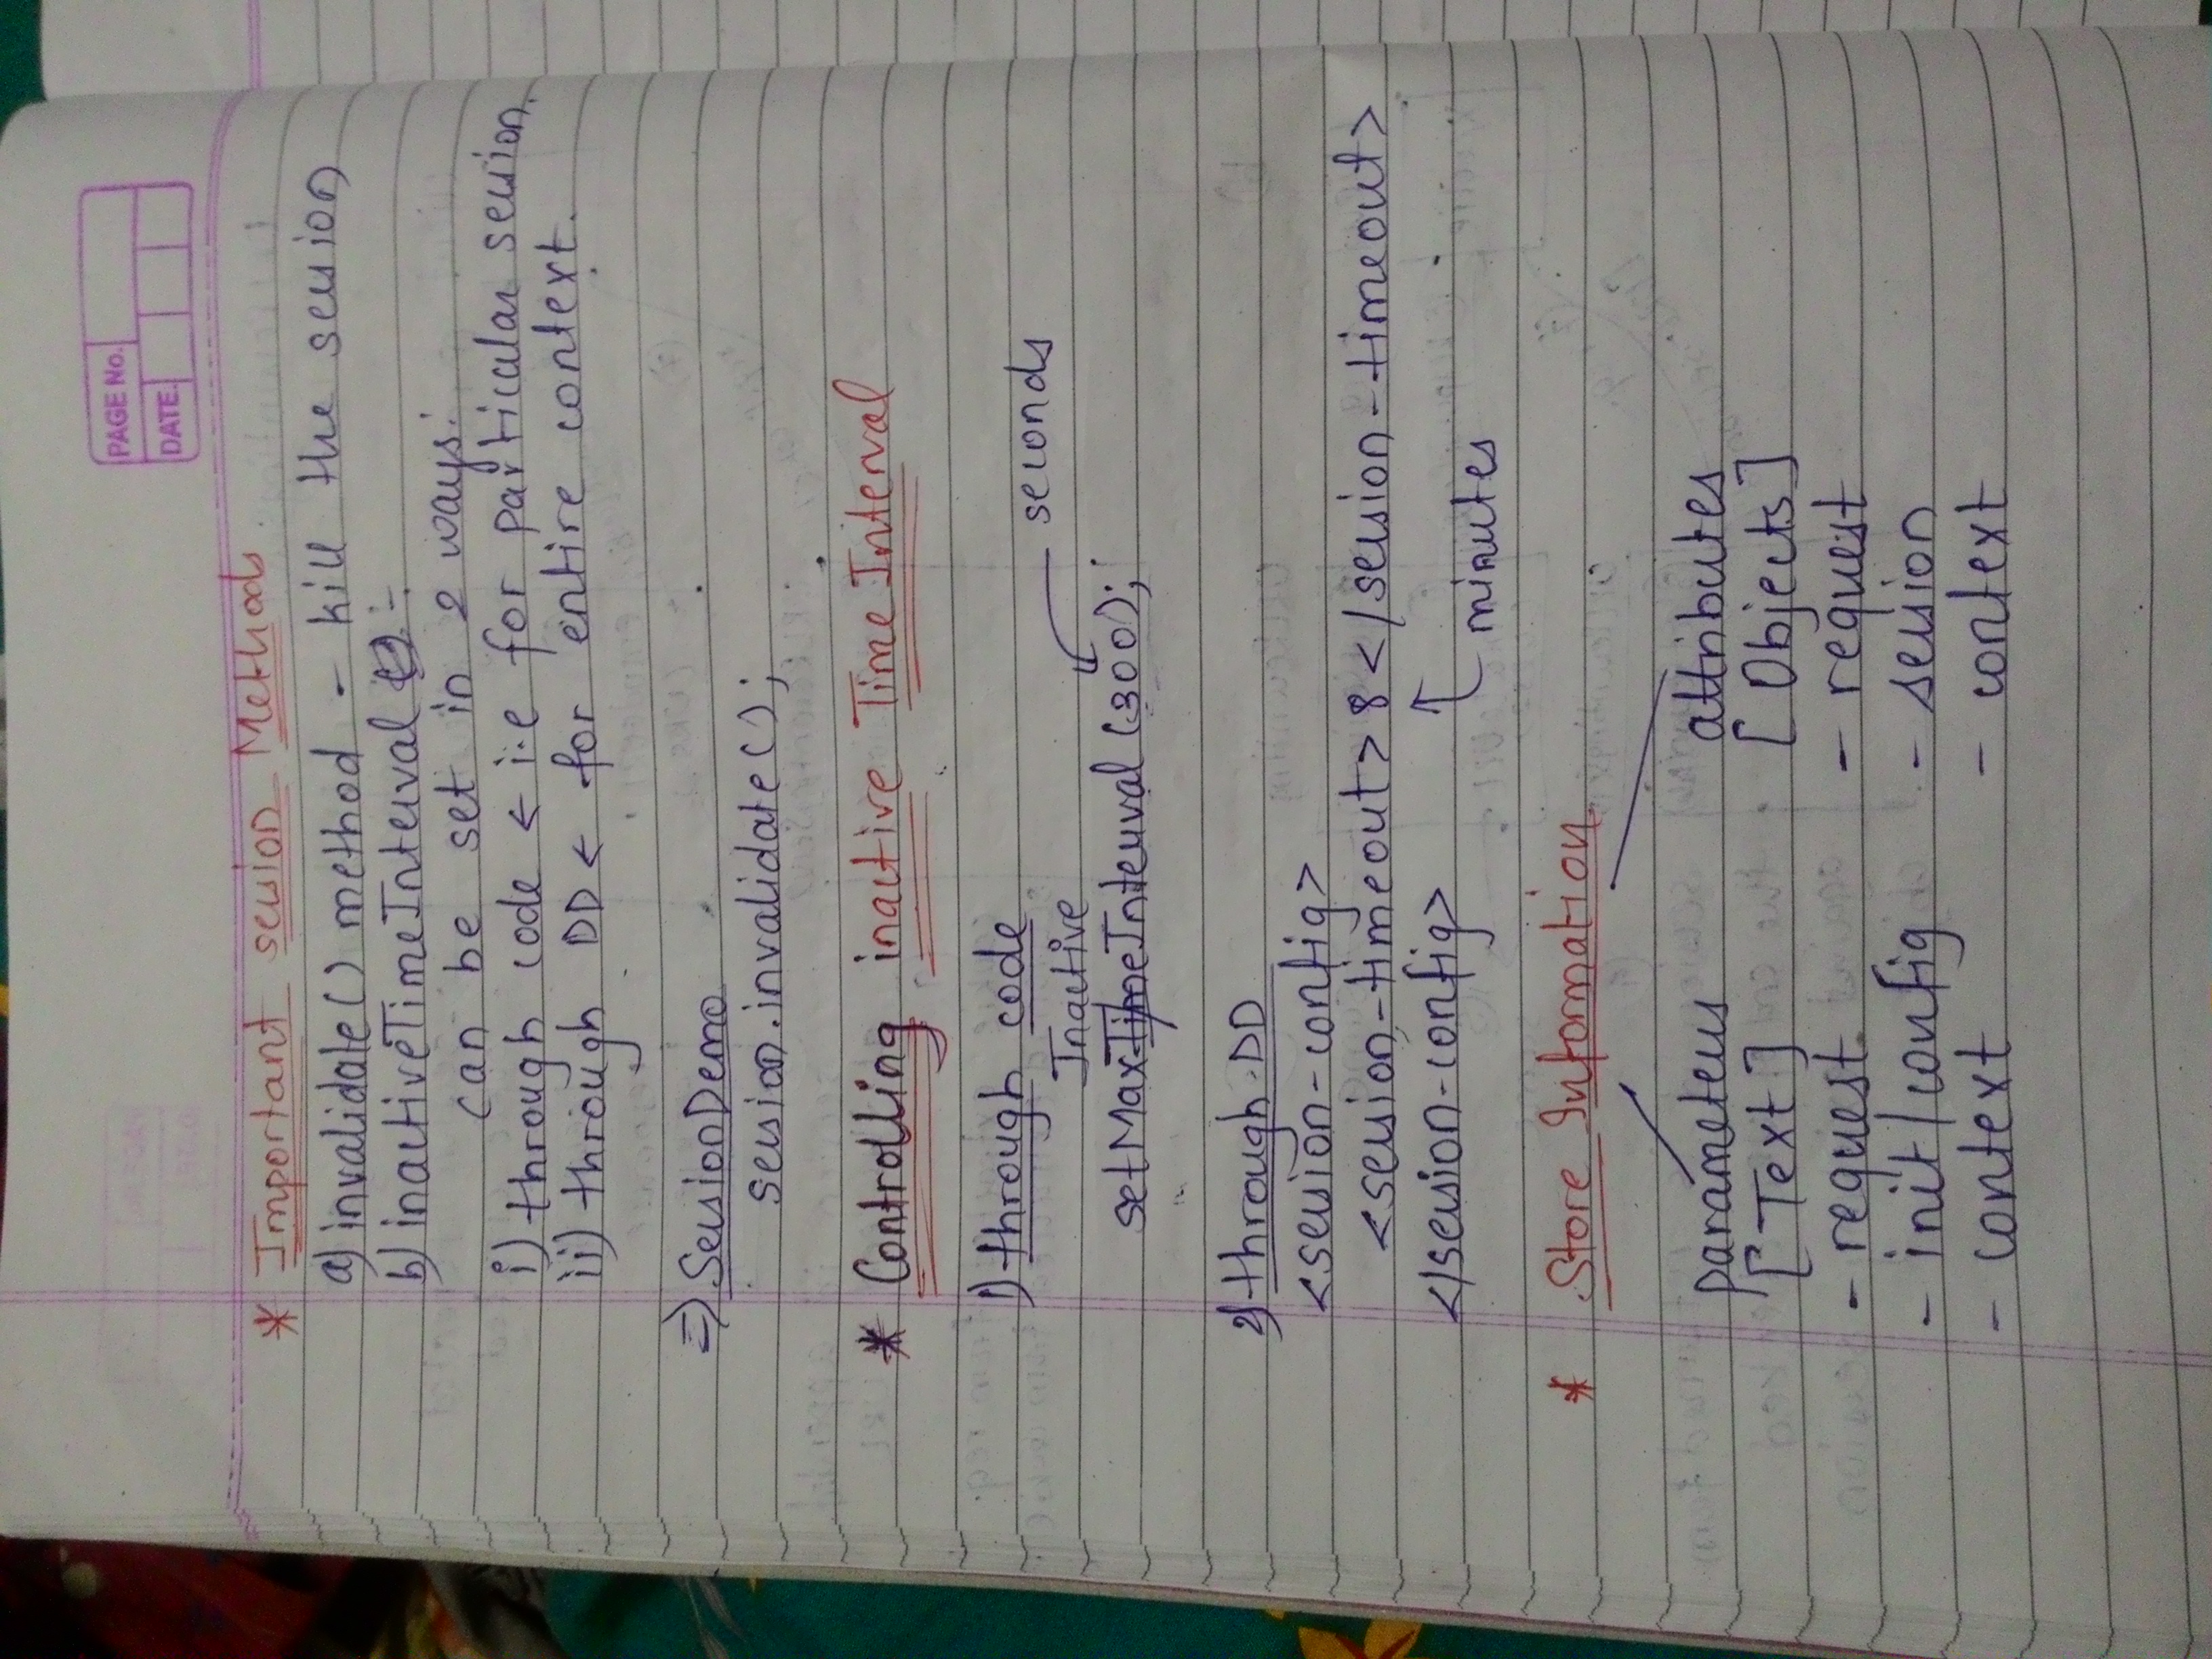 PAGE No.
DATE.
* Important session Methods
a) invalidate() method - kill the session
b) inactiveTimeInterval :-
can be set in 2 ways:
i) through code ← i.e for particular session.
ii) through DD ← for entire context.
⇒ SessionDemo
session.invalidate();
* Controlling inactive Time Interval
1) through code
seconds
Inactive
setMaxTimeInterval (300);
2) through DD
<session-config>
<session-timeout> 8 </session-timeout>
</session-config>
minutes
* Store Information
parameters attributes
[Text] [Objects]
- request - request
- init/config - session
- context - context